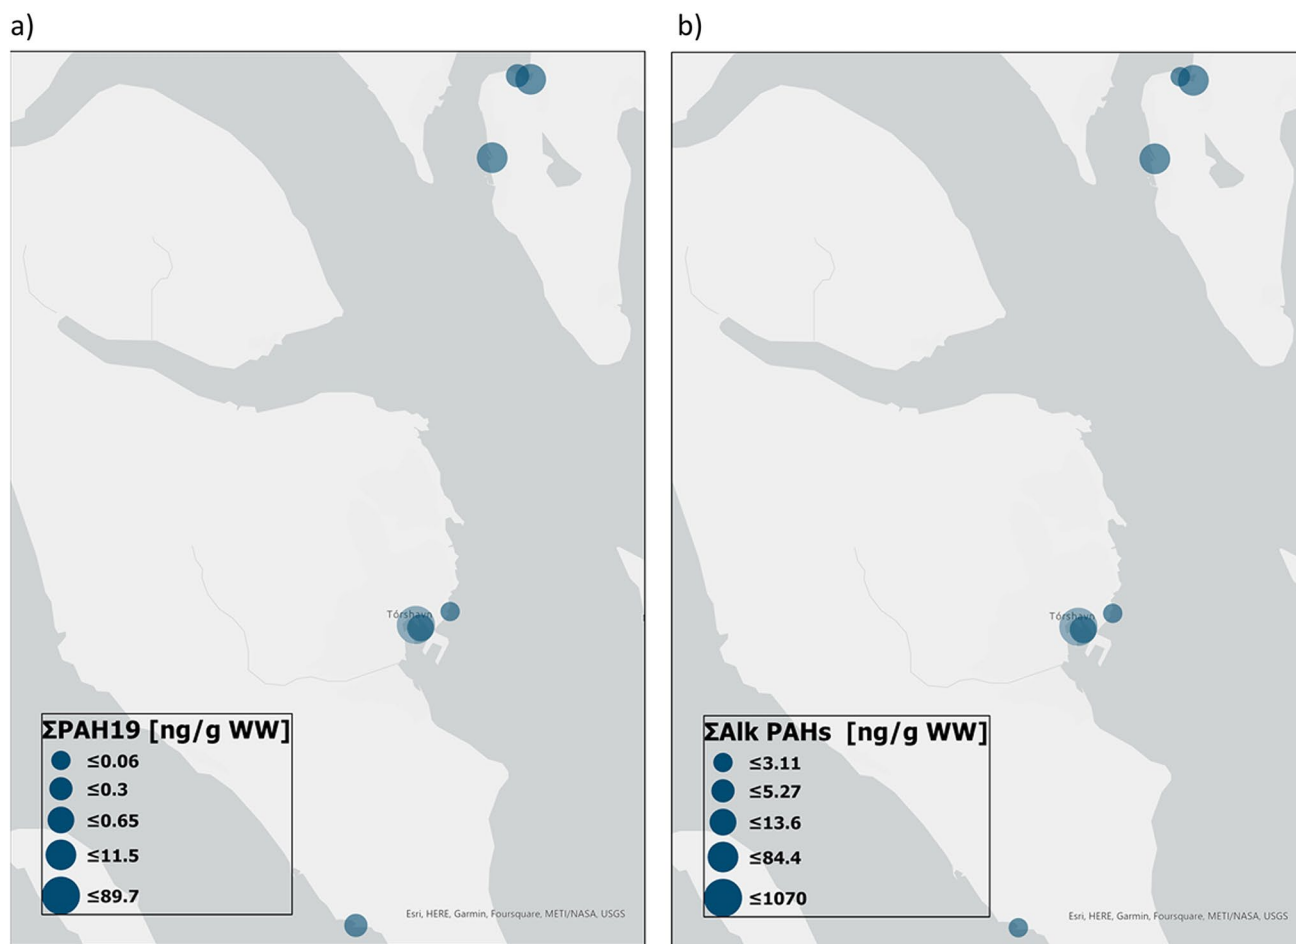 a)
Tórshavn
ΣPAH19 [ng/g WW]
≤0.06
≤0.3
≤0.65
≤11.5
≤89.7
Esri, HERE, Garmin, Foursquare, METI/NASA, USGS
b)
Tórshavn
ΣAlk PAHs [ng/g WW]
≤3.11
≤5.27
≤13.6
≤84.4
≤1070
Esri, HERE, Garmin, Foursquare, METI/NASA, USGS